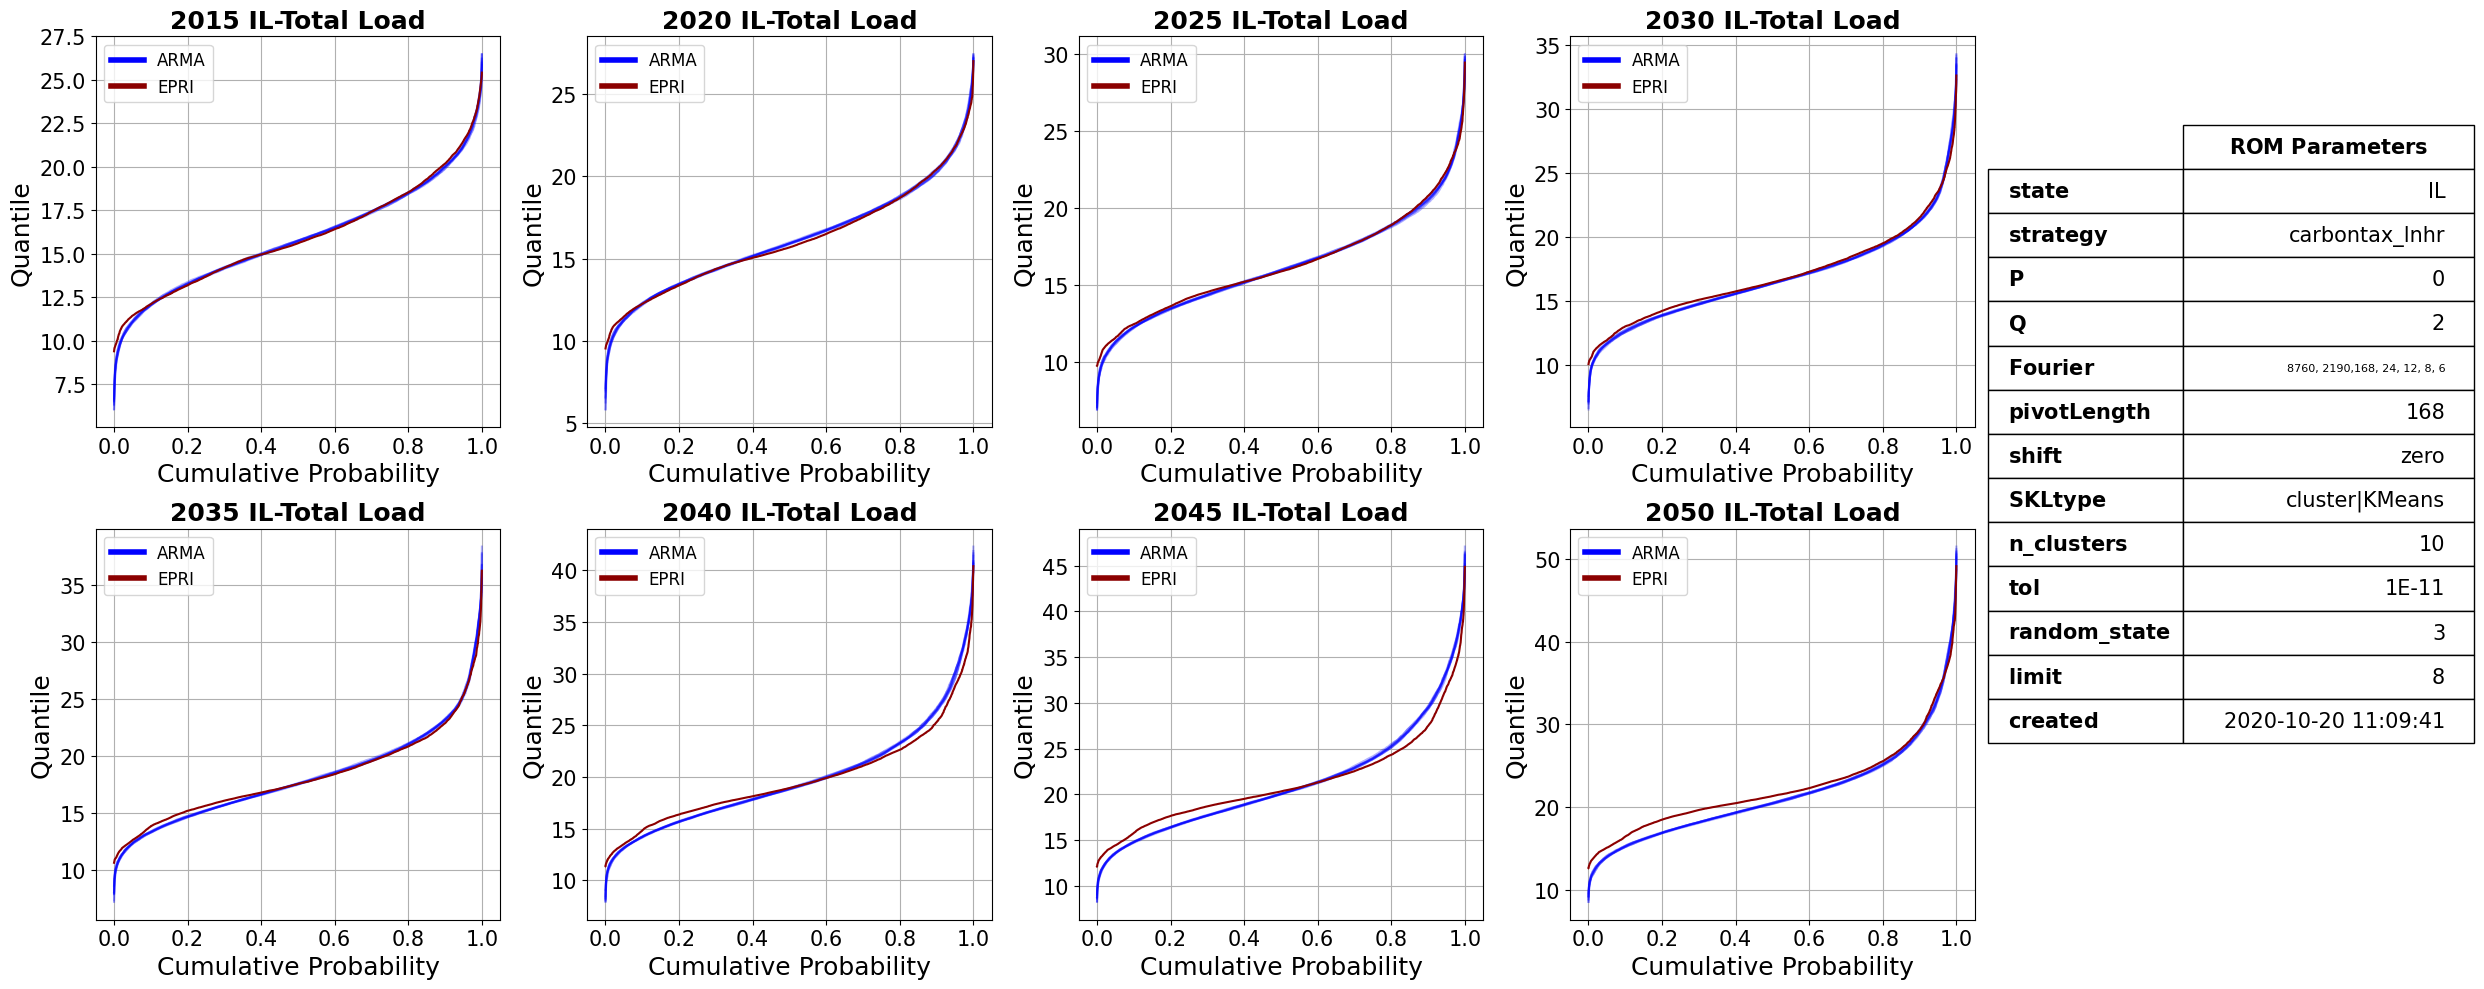 2015 IL-Total Load
27.5
25.0
22.5
20.0
17.5
15.0
12.5
10.0
7.5
Quantile
ARMA
EPRI
0.0 0.2 0.4 0.6 0.8 1.0
Cumulative Probability
2020 IL-Total Load
25
20
15
10
5
Quantile
ARMA
EPRI
0.0 0.2 0.4 0.6 0.8 1.0
Cumulative Probability
2025 IL-Total Load
30
25
20
15
10
Quantile
ARMA
EPRI
0.0 0.2 0.4 0.6 0.8 1.0
Cumulative Probability
2030 IL-Total Load
35
30
25
20
15
10
Quantile
ARMA
EPRI
0.0 0.2 0.4 0.6 0.8 1.0
Cumulative Probability
2035 IL-Total Load
35
30
25
20
15
10
Quantile
ARMA
EPRI
0.0 0.2 0.4 0.6 0.8 1.0
Cumulative Probability
2040 IL-Total Load
40
35
30
25
20
15
10
Quantile
ARMA
EPRI
0.0 0.2 0.4 0.6 0.8 1.0
Cumulative Probability
2045 IL-Total Load
45
40
35
30
25
20
15
10
Quantile
ARMA
EPRI
0.0 0.2 0.4 0.6 0.8 1.0
Cumulative Probability
2050 IL-Total Load
50
40
30
20
10
Quantile
ARMA
EPRI
0.0 0.2 0.4 0.6 0.8 1.0
Cumulative Probability
ROM Parameters
state IL
strategy carbontax_lnhr
P 0
Q 2
Fourier 8760, 2190,168, 24, 12, 8, 6
pivotLength 168
shift zero
SKLtype cluster|KMeans
n_clusters 10
tol 1E-11
random_state 3
limit 8
created 2020-10-20 11:09:41